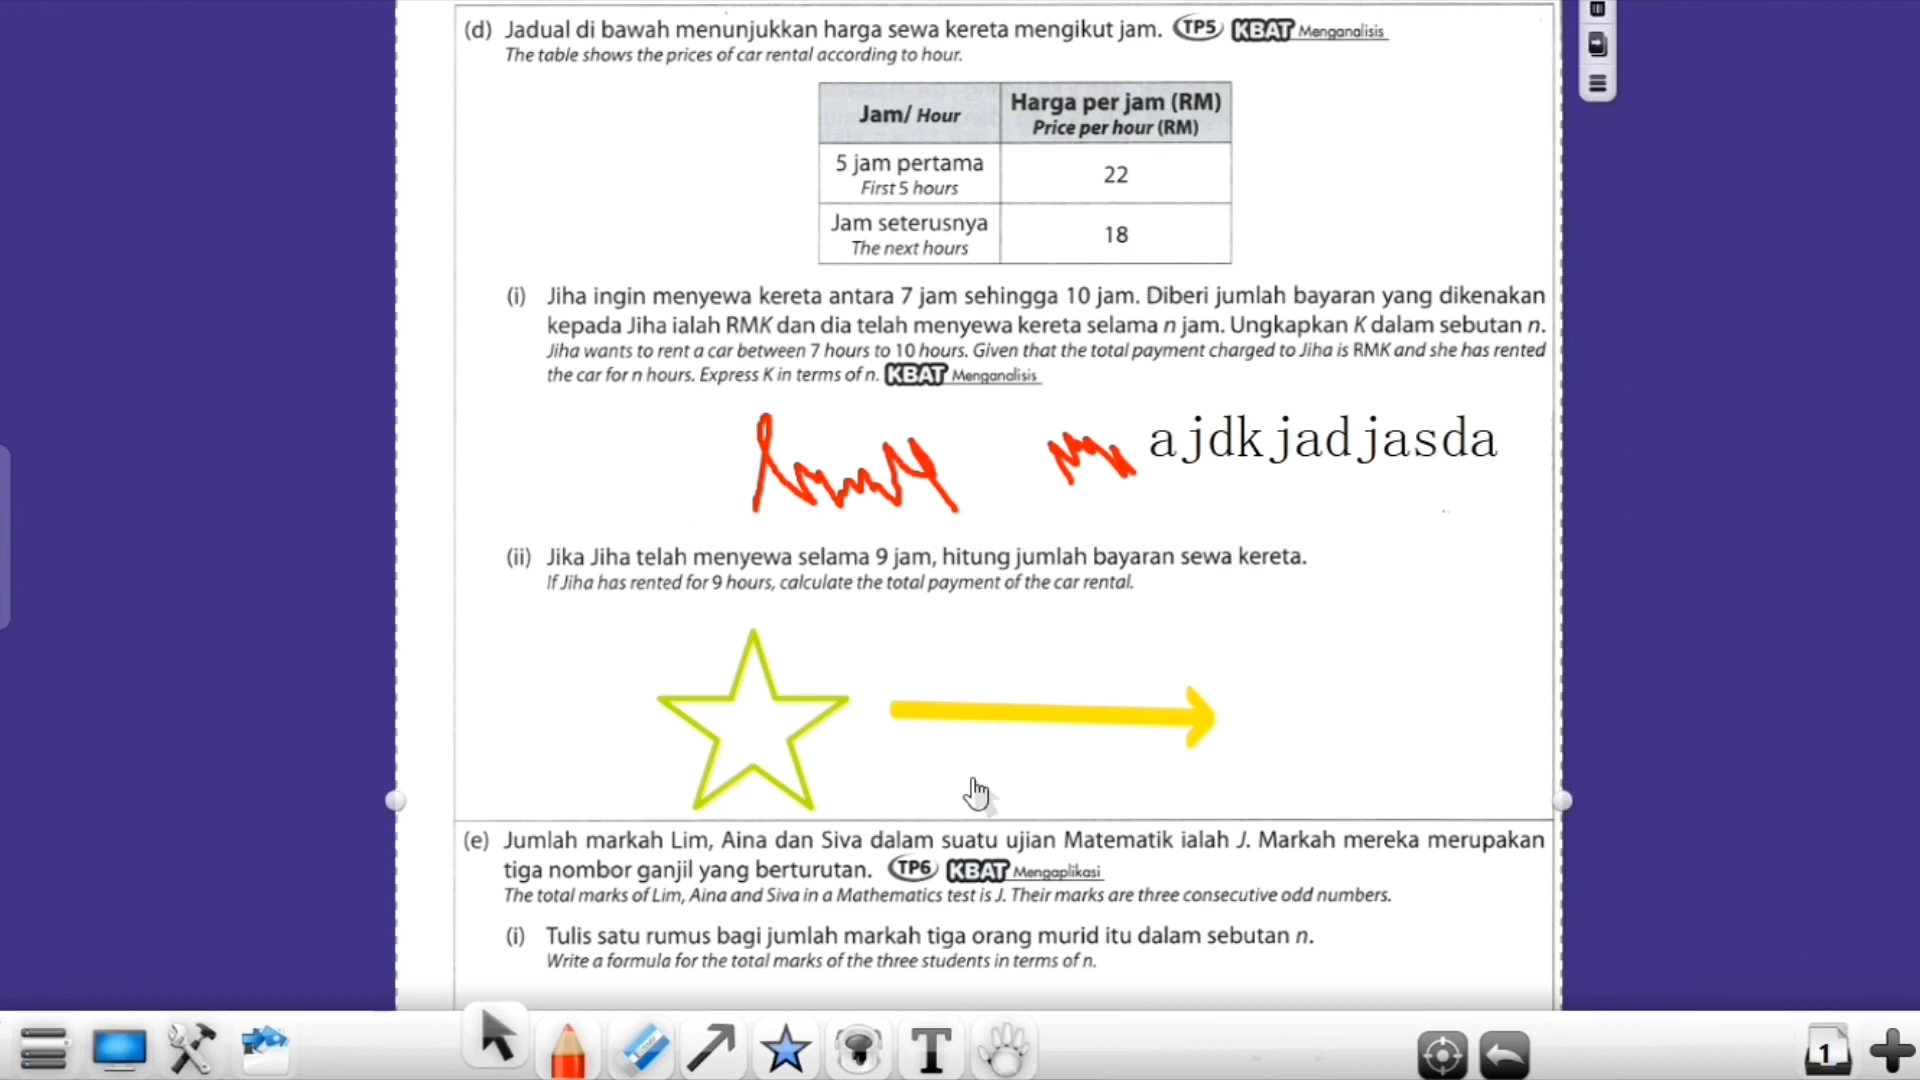 (d) Jadual di bawah menunjukkan harga sewa kereta mengikut jam. TP5 KBAT Menganalisis
The table shows the prices of car rental according to hour.
Jam/ Hour
Harga per jam (RM)
Price per hour (RM)
5 jam pertama
First 5 hours
22
Jam seterusnya
The next hours
18
(i) Jiha ingin menyewa kereta antara 7 jam sehingga 10 jam. Diberi jumlah bayaran yang dikenakan
kepada Jiha ialah RMK dan dia telah menyewa kereta selama n jam. Ungkapkan K dalam sebutan n.
Jiha wants to rent a car between 7 hours to 10 hours. Given that the total payment charged to Jiha is RMK and she has rented
the car for n hours. Express K in terms of n. KBAT Menganalisis
ajdkjadjasda
(ii) Jika Jiha telah menyewa selama 9 jam, hitung jumlah bayaran sewa kereta.
If Jiha has rented for 9 hours, calculate the total payment of the car rental.
(e) Jumlah markah Lim, Aina dan Siva dalam suatu ujian Matematik ialah J. Markah mereka merupakan
tiga nombor ganjil yang berturutan. TP6 KBAT Mengaplikasi
The total marks of Lim, Aina and Siva in a Mathematics test is J. Their marks are three consecutive odd numbers.
(i) Tulis satu rumus bagi jumlah markah tiga orang murid itu dalam sebutan n.
Write a formula for the total marks of the three students in terms of n.
T
1